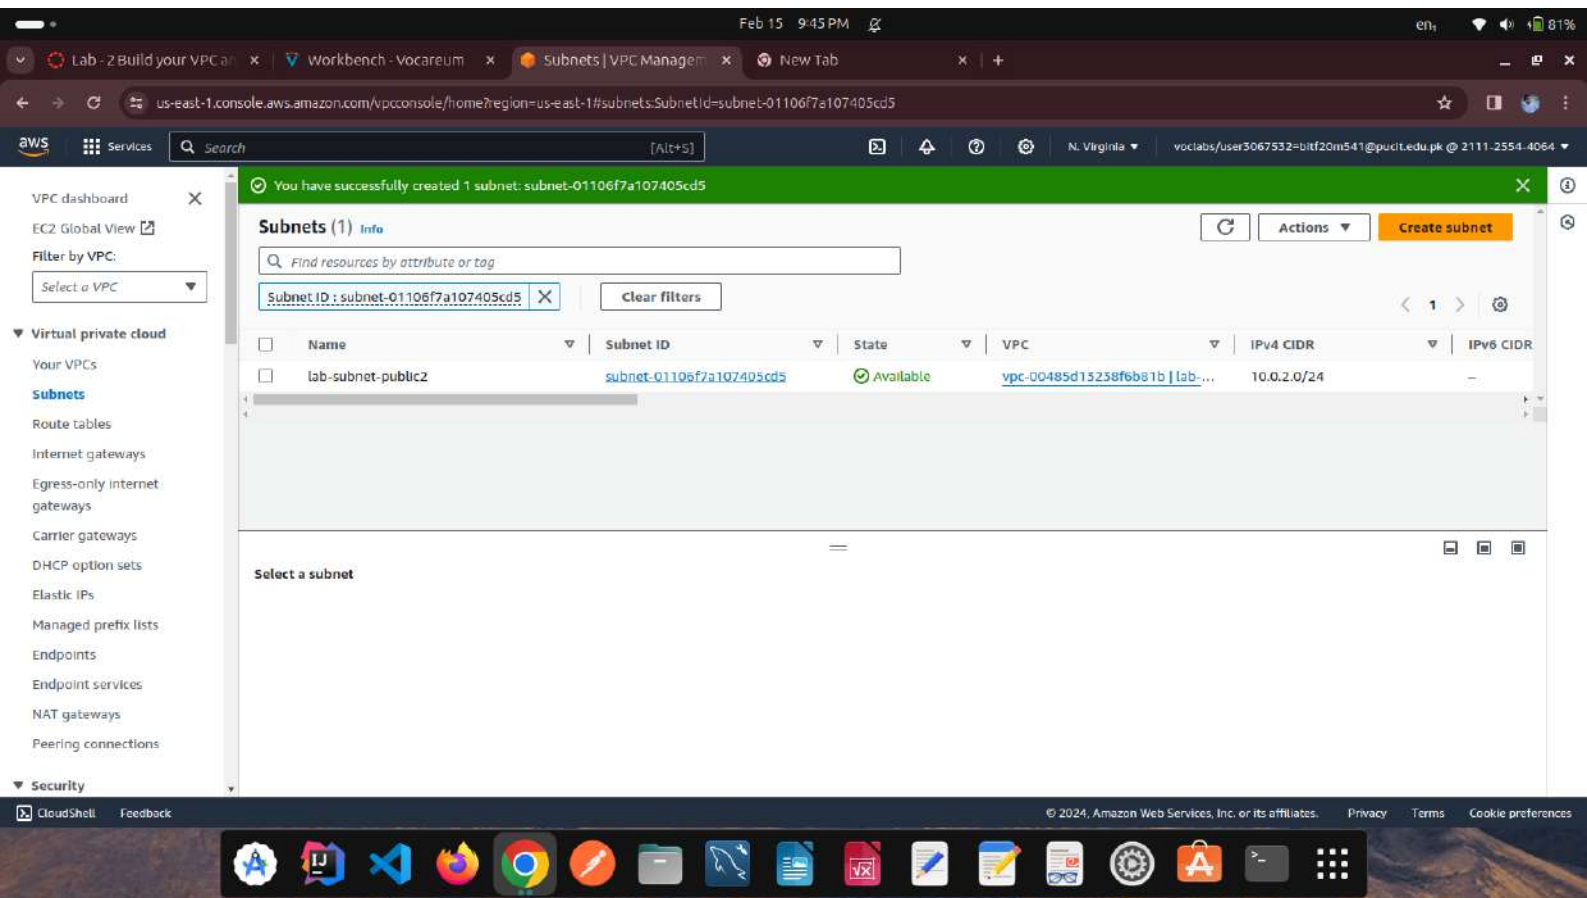 Feb 15 9:45 PM
en₁
81%
Lab - 2 Build your VPC an
Workbench - Vocareum
Subnets | VPC Managem
New Tab
us-east-1.console.aws.amazon.com/vpcconsole/home?region=us-east-1#subnets:SubnetId=subnet-01106f7a107405cd5
aws
Services
Search
[Alt+S]
N. Virginia
voclabs/user3067532=bitf20m541@pucit.edu.pk @ 2111-2554-4064
VPC dashboard
EC2 Global View
Filter by VPC:
Select a VPC
Virtual private cloud
Your VPCs
Subnets
Route tables
Internet gateways
Egress-only internet
gateways
Carrier gateways
DHCP option sets
Elastic IPs
Managed prefix lists
Endpoints
Endpoint services
NAT gateways
Peering connections
Security
You have successfully created 1 subnet: subnet-01106f7a107405cd5
Subnets (1) Info
Actions
Create subnet
Find resources by attribute or tag
Subnet ID : subnet-01106f7a107405cd5
Clear filters
1
Name
Subnet ID
State
VPC
IPv4 CIDR
IPv6 CIDR
lab-subnet-public2
subnet-01106f7a107405cd5
Available
vpc-00485d13238f6b81b | lab-...
10.0.2.0/24
–
Select a subnet
CloudShell
Feedback
© 2024, Amazon Web Services, Inc. or its affiliates.
Privacy
Terms
Cookie preferences